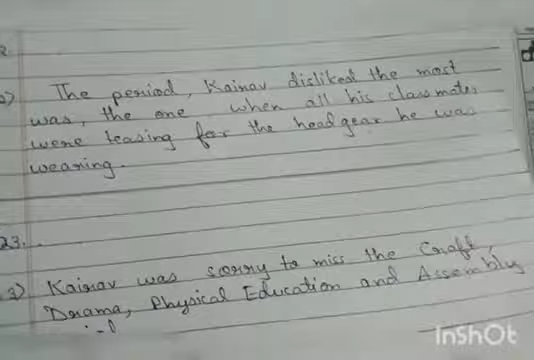 2.
The period, Kairav disliked the most
was, the one when all his classmates
were teasing for the headgear he was
wearing.
23.
Kairav was sorry to miss the Craft,
Drama, Physical Education and Assembly
InShOt